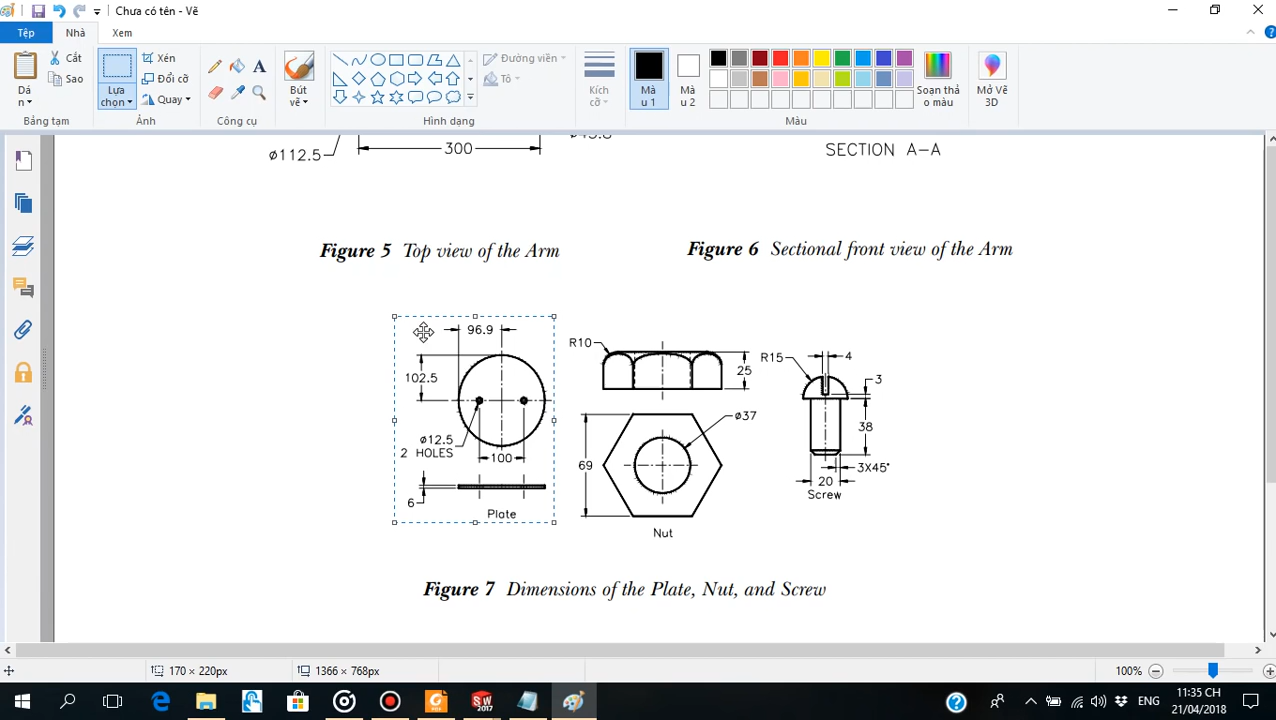 Chưa có tên - Vẽ
Tệp Nhà Xem
Dán Cắt Sao
Bảng tạm
Lựa chọn Xén Đổi cỡ Quay
Ảnh
Công cụ
Bút vẽ
Đường viền Tô
Hình dạng
Kích cỡ
Màu 1
Màu 2
Soạn thảo màu
Mở Vẽ 3D
Màu
ø112.5
300
SECTION A-A
Figure 5 Top view of the Arm
Figure 6 Sectional front view of the Arm
96.9
102.5
ø12.5
2 HOLES
100
6
Plate
R10
25
ø37
69
Nut
R15
4
3
38
3X45°
20
Screw
Figure 7 Dimensions of the Plate, Nut, and Screw
170 × 220px
1366 × 768px
100%
SW 2017
ENG
11:35 CH
21/04/2018